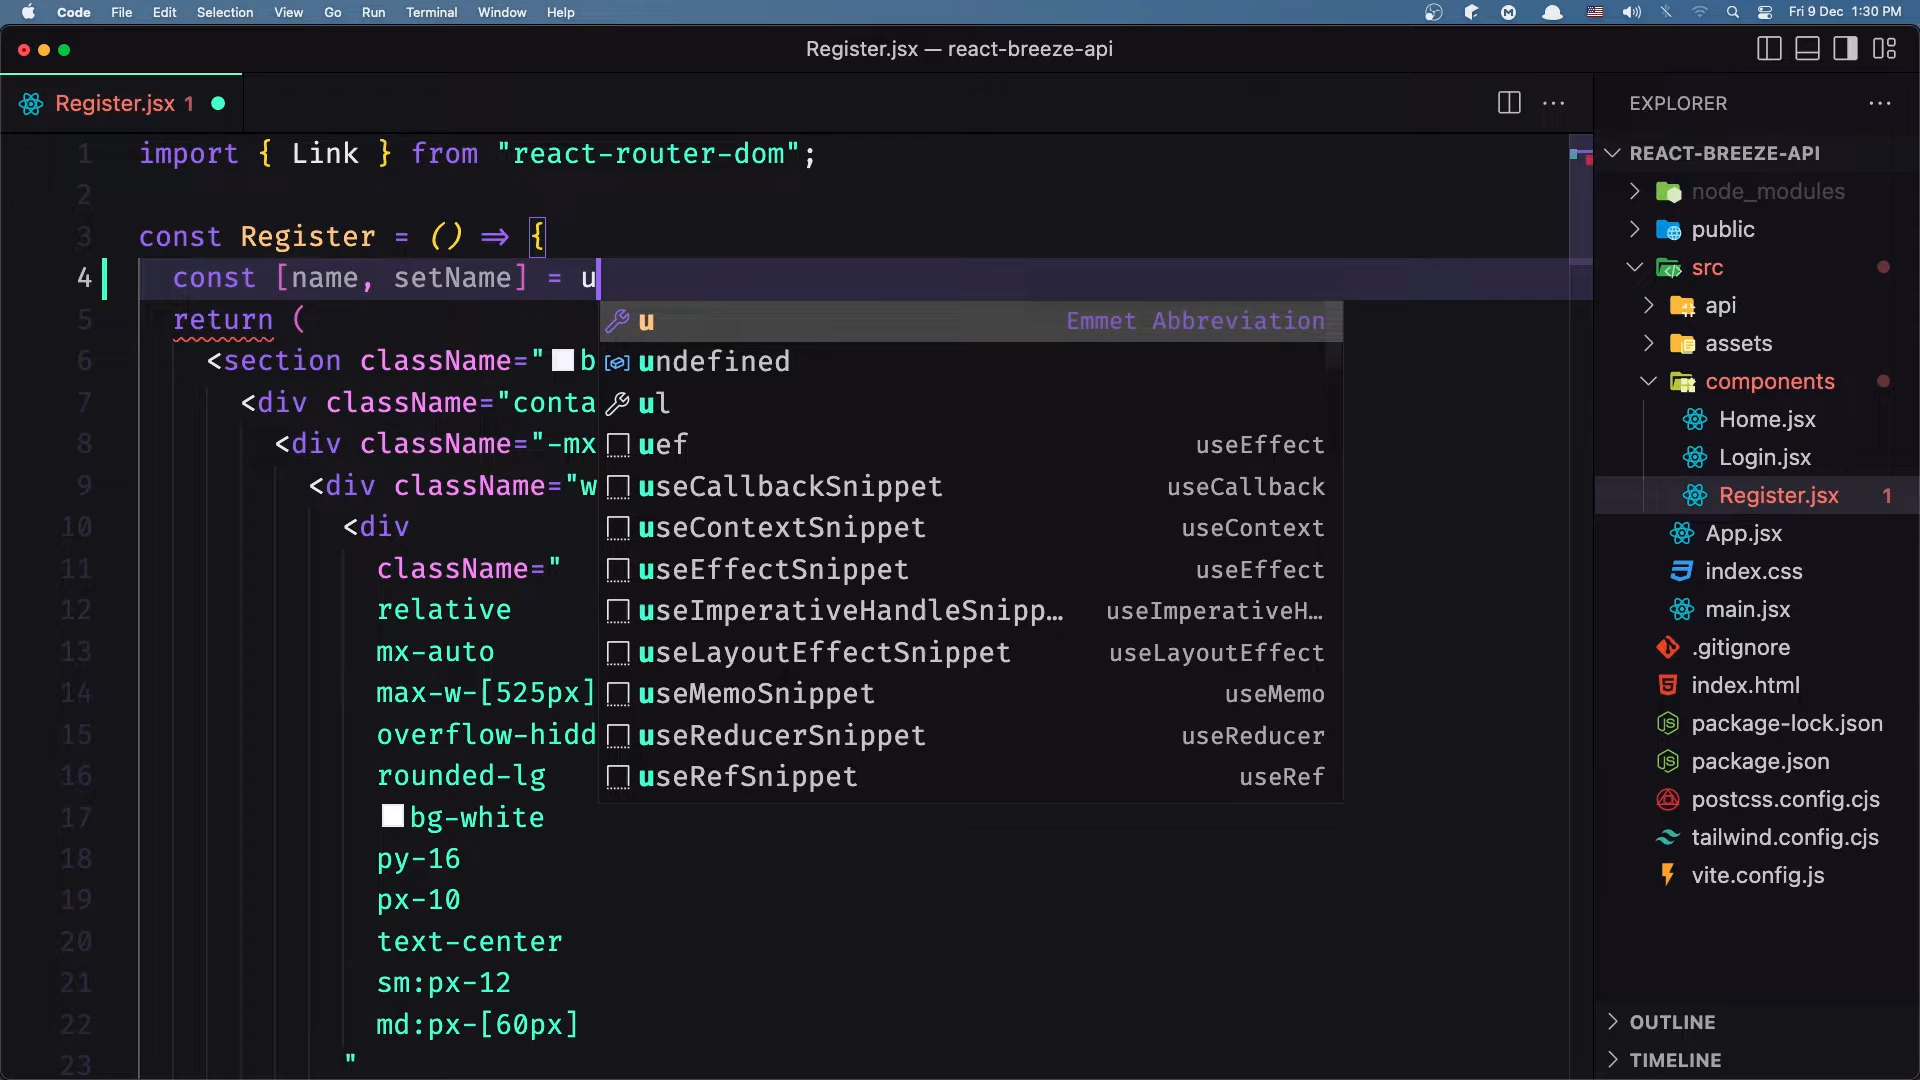 Code File Edit Selection View Go Run Terminal Window Help
Fri 9 Dec 1:30 PM
Register.jsx — react-breeze-api
Register.jsx 1
1 import { Link } from "react-router-dom";
2
3 const Register = () => {
4 const [name, setName] = u
5 return (
6 <section className="b
7 <div className="conta
8 <div className="-mx
9 <div className="w
10 <div
11 className="
12 relative
13 mx-auto
14 max-w-[525px]
15 overflow-hidd
16 rounded-lg
17 bg-white
18 py-16
19 px-10
20 text-center
21 sm:px-12
22 md:px-[60px]
23 "
u Emmet Abbreviation
undefined
ul
uef useEffect
useCallbackSnippet useCallback
useContextSnippet useContext
useEffectSnippet useEffect
useImperativeHandleSnipp… useImperativeH…
useLayoutEffectSnippet useLayoutEffect
useMemoSnippet useMemo
useReducerSnippet useReducer
useRefSnippet useRef
EXPLORER
REACT-BREEZE-API
node_modules
public
src
api
assets
components
Home.jsx
Login.jsx
Register.jsx 1
App.jsx
index.css
main.jsx
.gitignore
index.html
package-lock.json
package.json
postcss.config.cjs
tailwind.config.cjs
vite.config.js
OUTLINE
TIMELINE